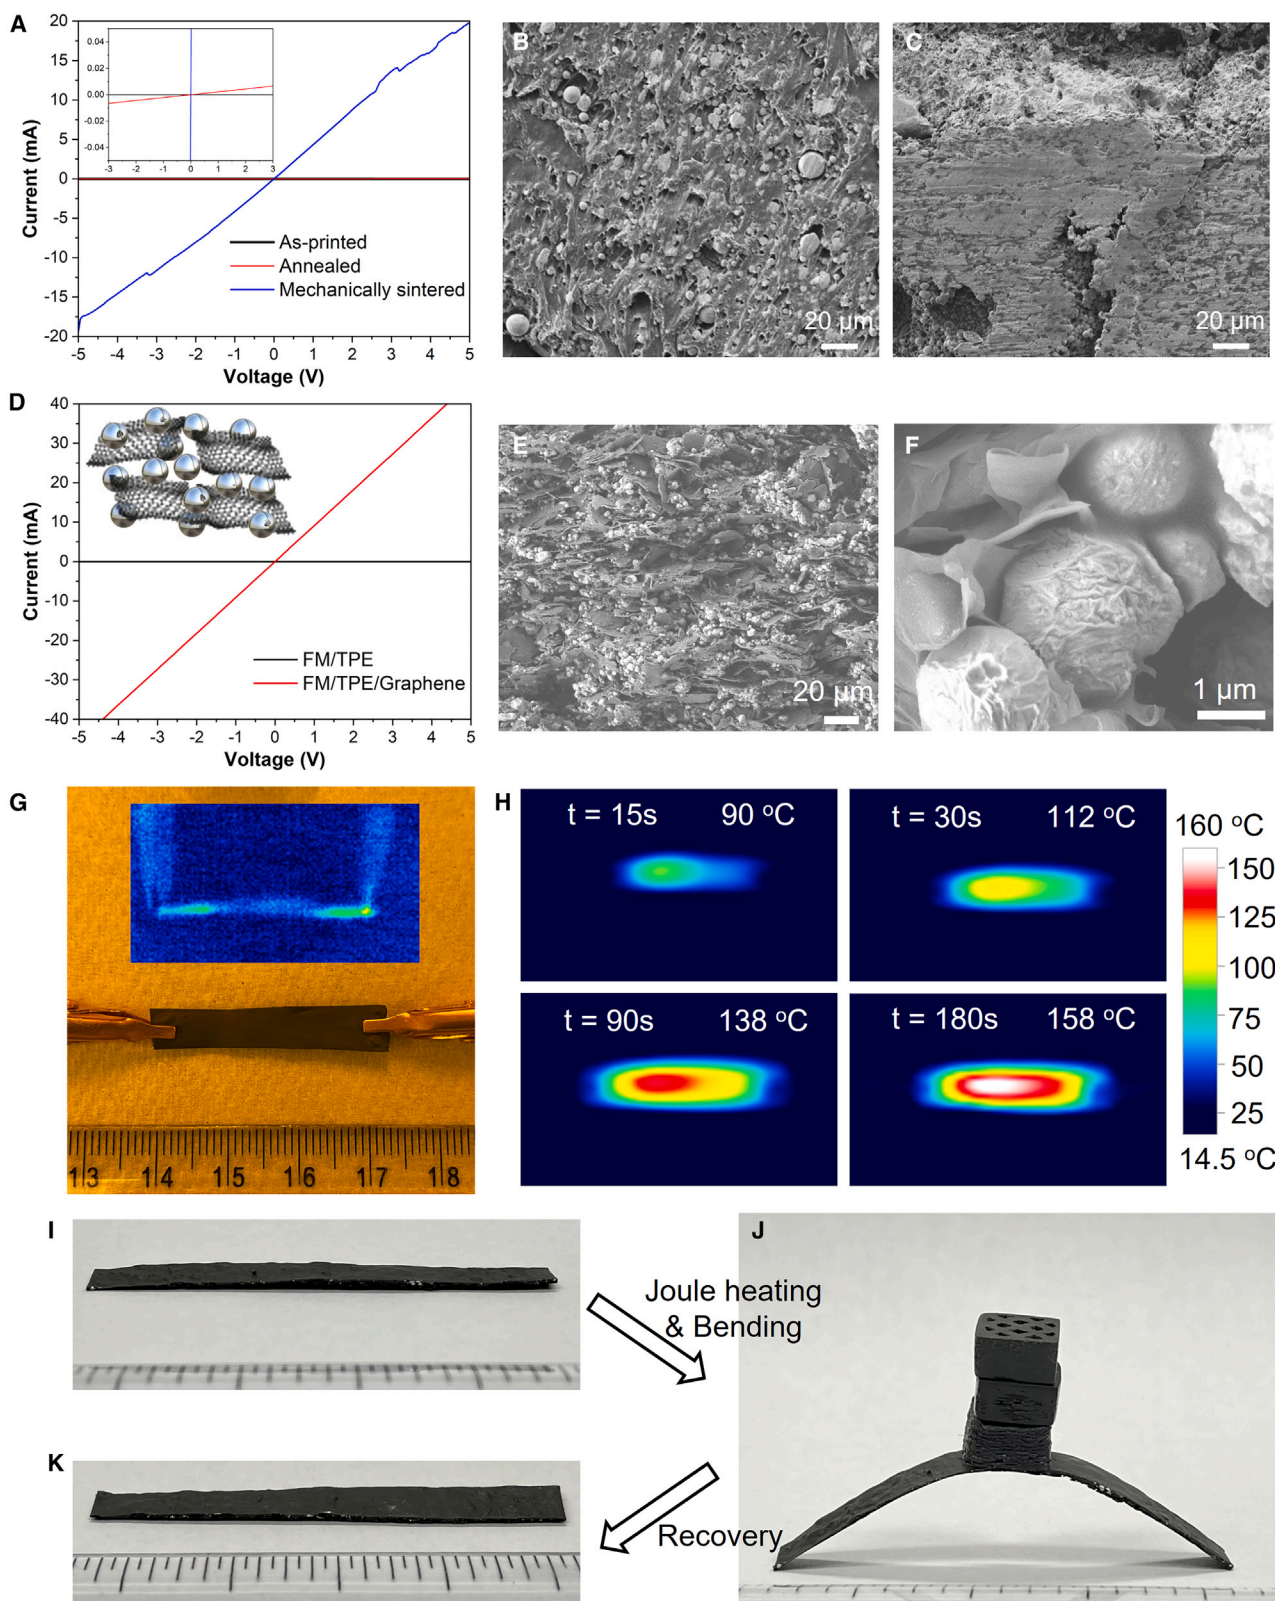 A
20
15
10
5
0
-5
-10
-15
20
Current (mA)
0.04
0.02
0.00
-0.02
-0.04
-3 -2 -1 0 1 2 3
As-printed
Annealed
Mechanically sintered
-5 -4 -3 -2 -1 0 1 2 3 4 5
Voltage (V)
B
20 µm
C
20 µm
D
40
30
20
10
0
-10
-20
-30
-40
Current (mA)
FM/TPE
FM/TPE/Graphene
-5 -4 -3 -2 -1 0 1 2 3 4 5
Voltage (V)
E
20 µm
F
1 µm
G
13 14 15 16 17 18
H
t = 15s 90 °C
t = 30s 112 °C
t = 90s 138 °C
t = 180s 158 °C
160 °C
150
125
100
75
50
25
14.5 °C
I
Joule heating
& Bending
J
K
Recovery